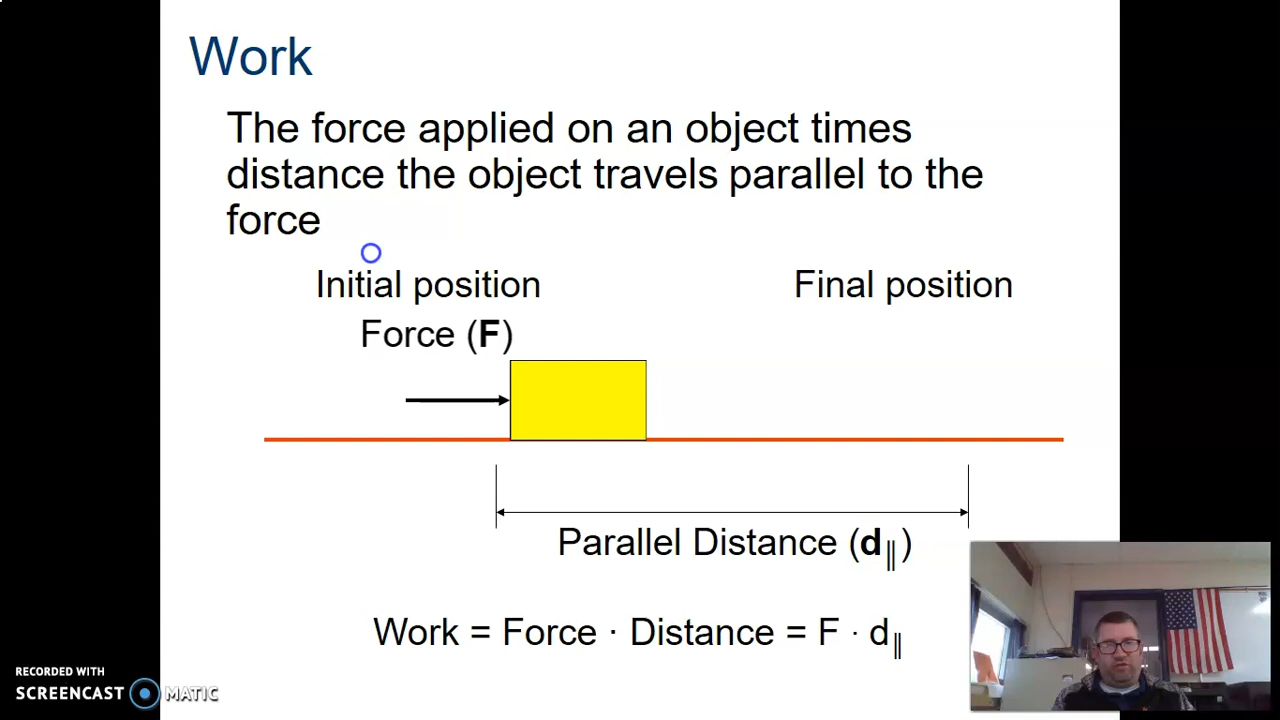 Work
The force applied on an object times
distance the object travels parallel to the
force
Initial position
Final position
Force (F)
Parallel Distance (d∥)
Work = Force · Distance = F · d∥
RECORDED WITH
SCREENCAST MATIC